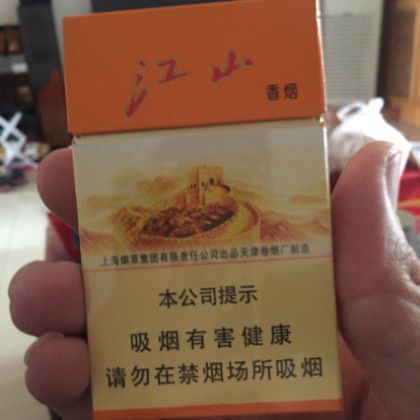 江山
香烟
上海烟草集团有限责任公司出品天津卷烟厂制造
本公司提示
吸烟有害健康
请勿在禁烟场所吸烟